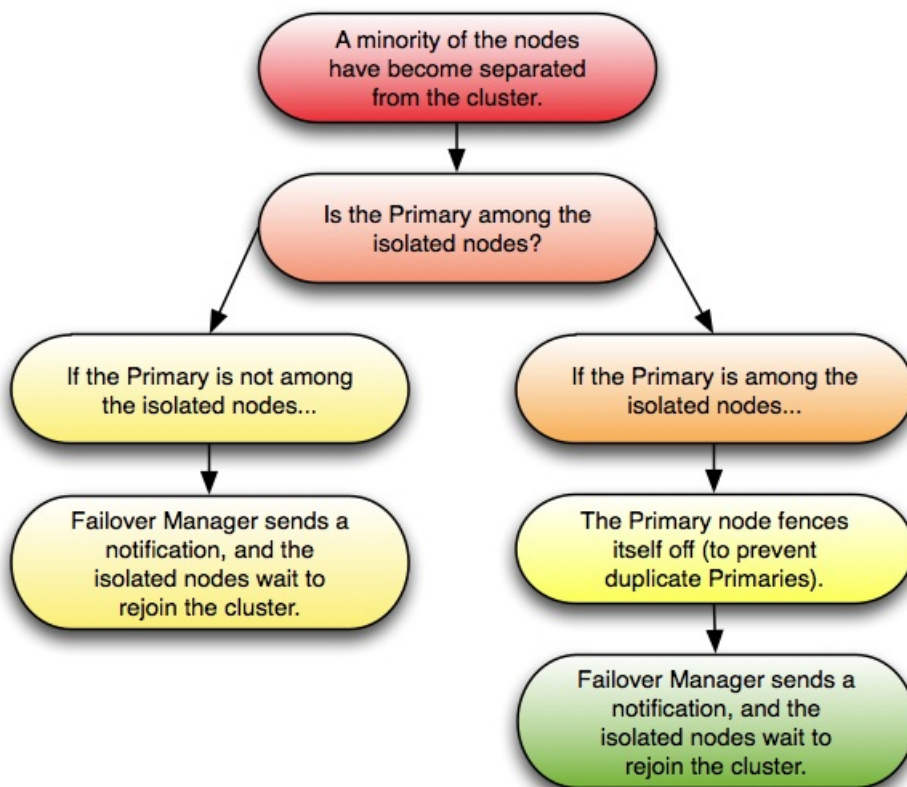 A minority of the nodes
have become separated
from the cluster.
Is the Primary among the
isolated nodes?
If the Primary is not among
the isolated nodes...
If the Primary is among the
isolated nodes...
Failover Manager sends a
notification, and the
isolated nodes wait to
rejoin the cluster.
The Primary node fences
itself off (to prevent
duplicate Primaries).
Failover Manager sends a
notification, and the
isolated nodes wait to
rejoin the cluster.